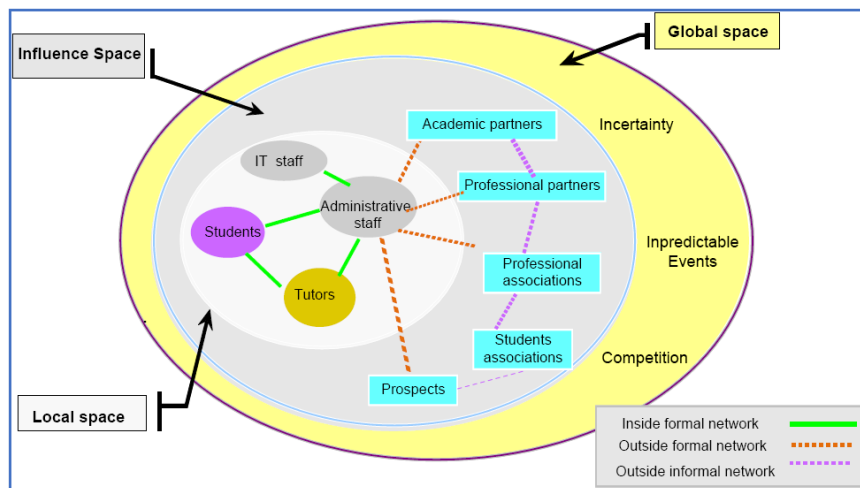 Global space
Influence Space
Academic partners
Incertainty
IT staff
Professional partners
Administrative
staff
Students
Inpredictable
Events
Professional
associations
Tutors
Students
associations
Competition
Prospects
Local space
Inside formal network
Outside formal network
Outside informal network